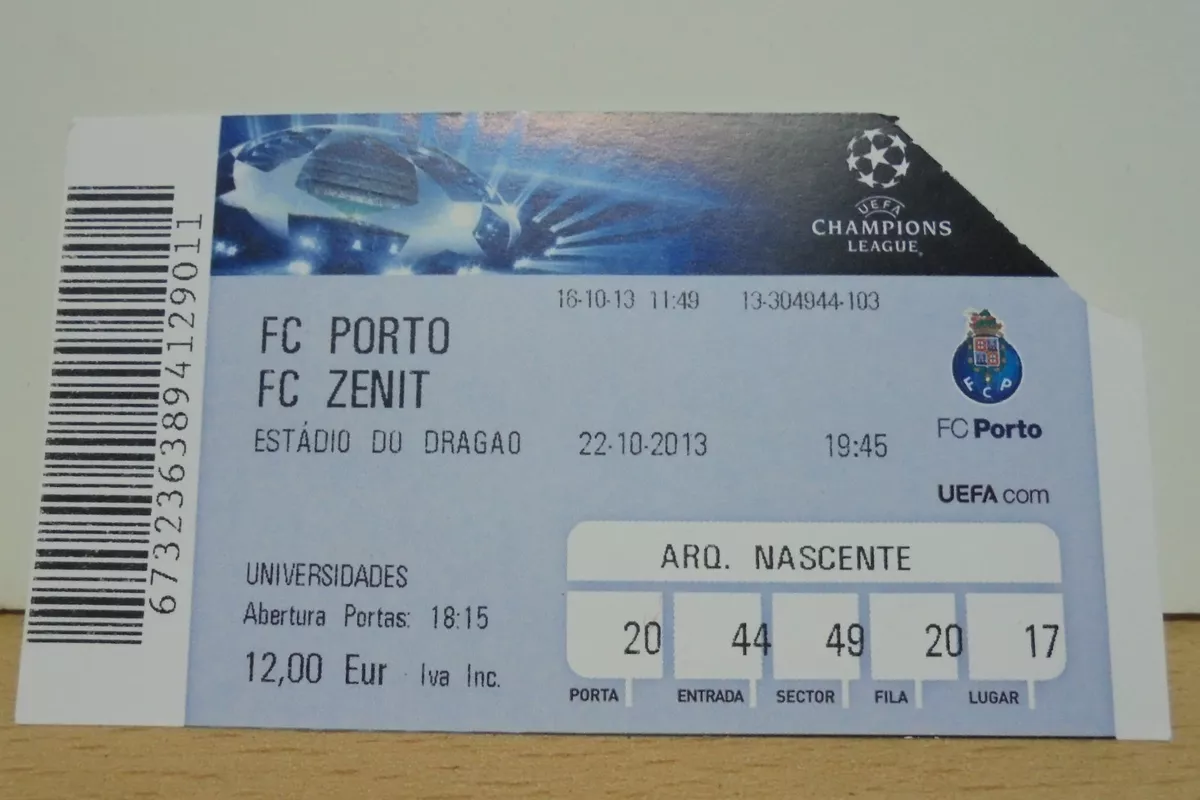 UEFA
CHAMPIONS
LEAGUE
16-10-13 11:49 13-304944-103
FC PORTO
FC ZENIT
ESTÁDIO DO DRAGAO 22-10-2013 19:45
FCP
FC Porto
UEFA com
ARQ. NASCENTE
UNIVERSIDADES
Abertura Portas: 18:15
12,00 Eur Iva Inc.
20 44 49 20 17
PORTA ENTRADA SECTOR FILA LUGAR
6732363894129011